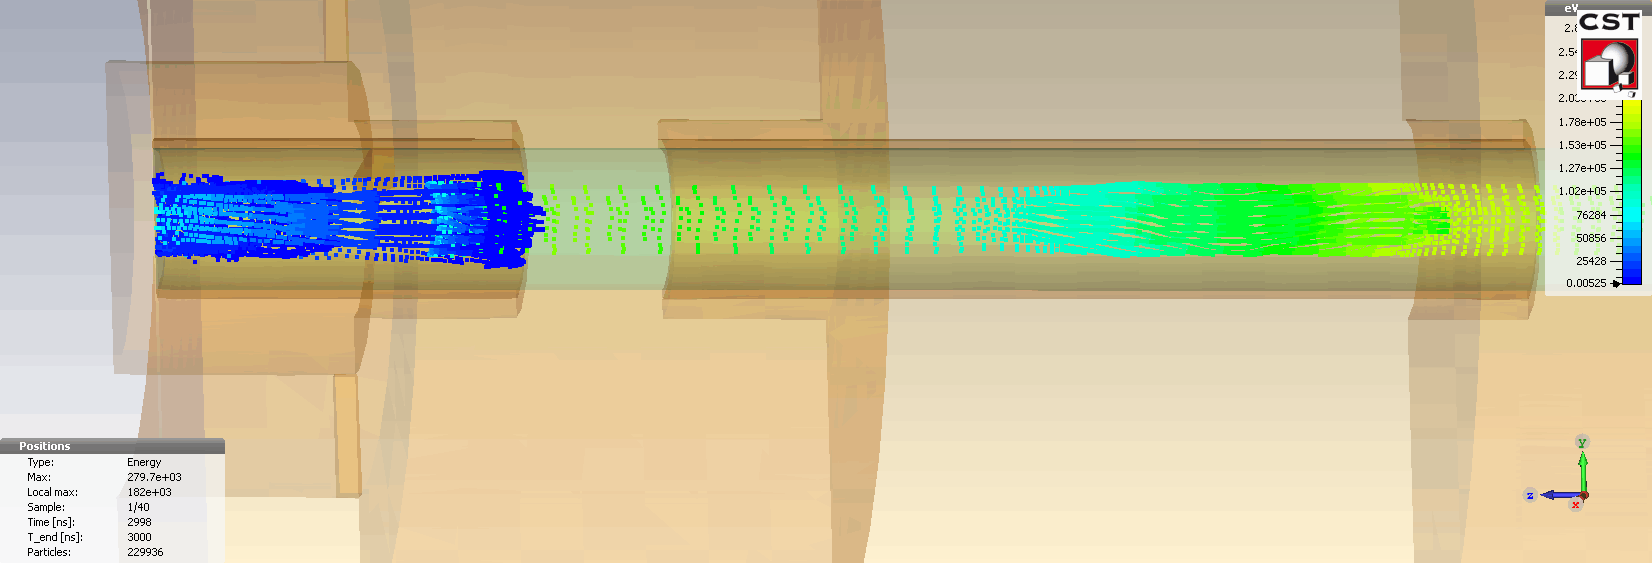 eV
CST
1.78e+05
1.53e+05
1.27e+05
1.02e+05
76284
50856
25428
0.00525
Positions
Type: Energy
Max: 279.7e+03
Local max: 182e+03
Sample: 1/40
Time [ns]: 2998
T_end [ns]: 3000
Particles: 229936
y
z
x